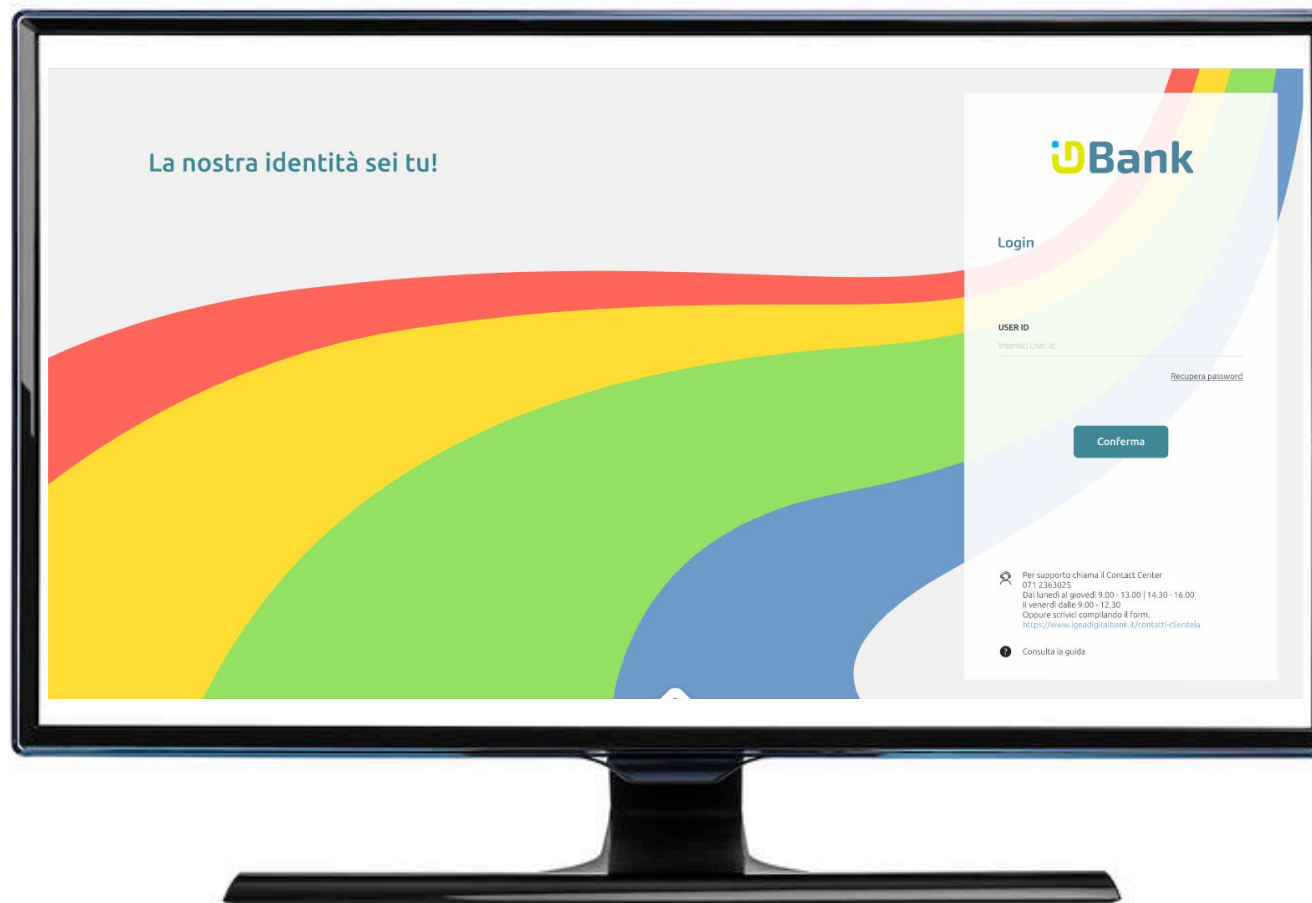 La nostra identità sei tu!
iDBank
Login
USER ID
Inserisci User id
Recupera password
Conferma
Per supporto chiama il Contact Center
071 2363025
Dal lunedì al giovedì 9.00 - 13.00 | 14.30 - 16.00
Il venerdì dalle 9.00 - 12.30
Oppure scrivici compilando il form.
https://www.igeadigitalbank.it/contatti-clientela
? Consulta la guida